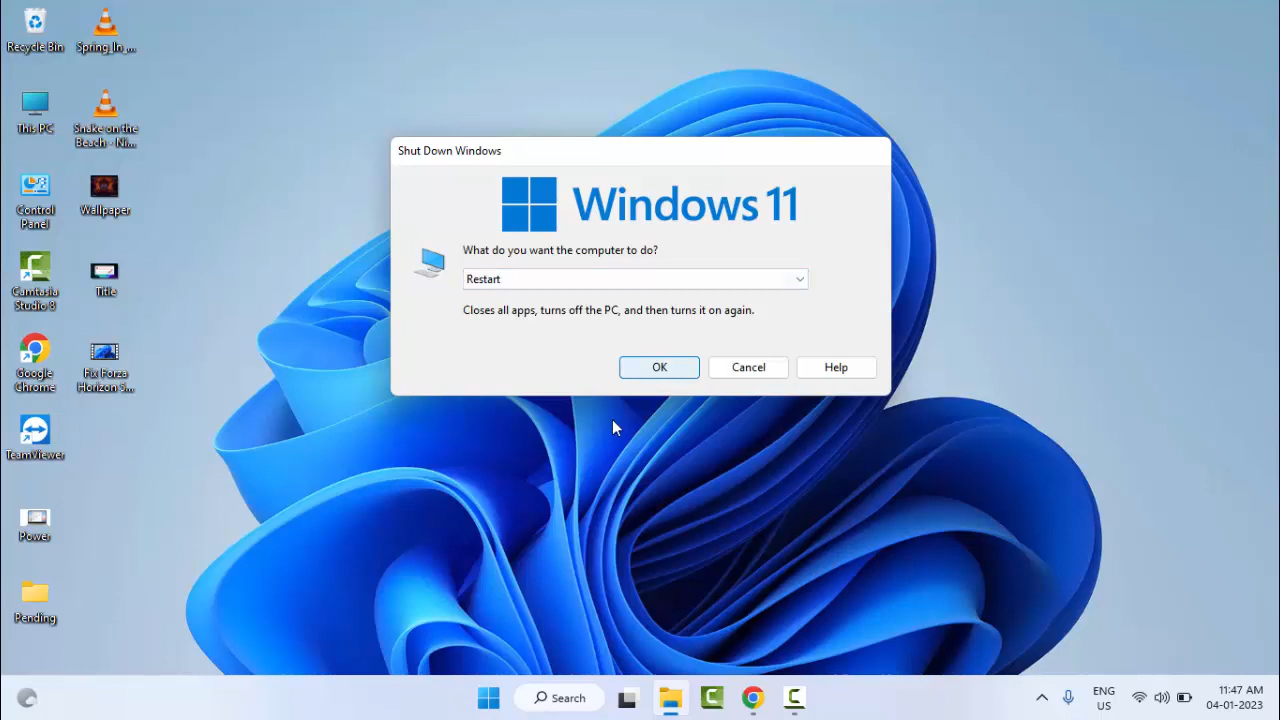 Recycle Bin
Spring_In_...
This PC
Snake on the
Beach - Ni...
Control
Panel
Wallpaper
Camtasia
Studio 8
Title
Google
Chrome
Fix Forza
Horizon 5...
TeamViewer
Power
Pending
Shut Down Windows
Windows 11
What do you want the computer to do?
Restart
Closes all apps, turns off the PC, and then turns it on again.
OK
Cancel
Help
Search
ENG
US
11:47 AM
04-01-2023